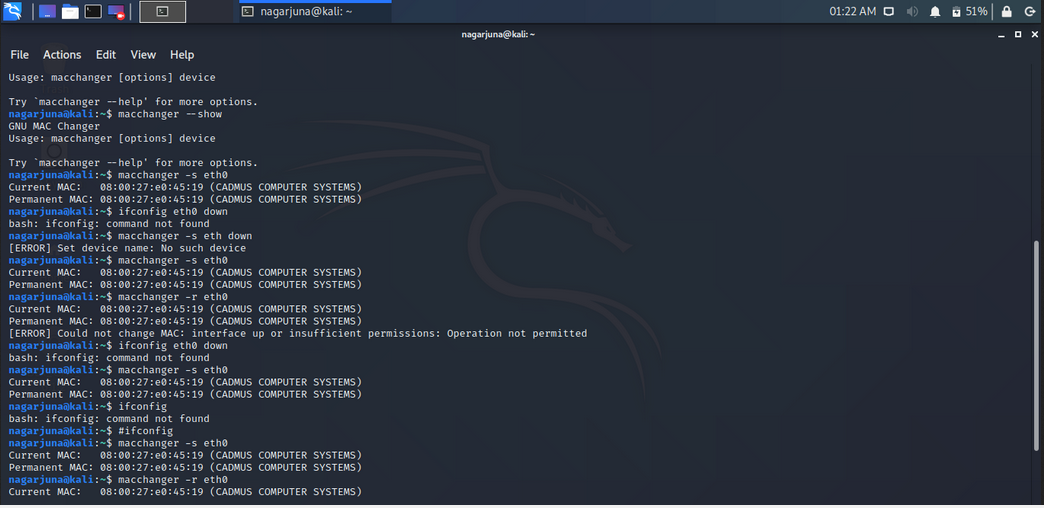 nagarjuna@kali: ~
01:22 AM
51%
nagarjuna@kali: ~
File Actions Edit View Help
Usage: macchanger [options] device
Try `macchanger --help' for more options.
nagarjuna@kali:~$ macchanger --show
GNU MAC Changer
Usage: macchanger [options] device
Try `macchanger --help' for more options.
nagarjuna@kali:~$ macchanger -s eth0
Current MAC:   08:00:27:e0:45:19 (CADMUS COMPUTER SYSTEMS)
Permanent MAC: 08:00:27:e0:45:19 (CADMUS COMPUTER SYSTEMS)
nagarjuna@kali:~$ ifconfig eth0 down
bash: ifconfig: command not found
nagarjuna@kali:~$ macchanger -s eth down
[ERROR] Set device name: No such device
nagarjuna@kali:~$ macchanger -s eth0
Current MAC:   08:00:27:e0:45:19 (CADMUS COMPUTER SYSTEMS)
Permanent MAC: 08:00:27:e0:45:19 (CADMUS COMPUTER SYSTEMS)
nagarjuna@kali:~$ macchanger -r eth0
Current MAC:   08:00:27:e0:45:19 (CADMUS COMPUTER SYSTEMS)
Permanent MAC: 08:00:27:e0:45:19 (CADMUS COMPUTER SYSTEMS)
[ERROR] Could not change MAC: interface up or insufficient permissions: Operation not permitted
nagarjuna@kali:~$ ifconfig eth0 down
bash: ifconfig: command not found
nagarjuna@kali:~$ macchanger -s eth0
Current MAC:   08:00:27:e0:45:19 (CADMUS COMPUTER SYSTEMS)
Permanent MAC: 08:00:27:e0:45:19 (CADMUS COMPUTER SYSTEMS)
nagarjuna@kali:~$ ifconfig
bash: ifconfig: command not found
nagarjuna@kali:~$ #ifconfig
nagarjuna@kali:~$ macchanger -s eth0
Current MAC:   08:00:27:e0:45:19 (CADMUS COMPUTER SYSTEMS)
Permanent MAC: 08:00:27:e0:45:19 (CADMUS COMPUTER SYSTEMS)
nagarjuna@kali:~$ macchanger -r eth0
Current MAC:   08:00:27:e0:45:19 (CADMUS COMPUTER SYSTEMS)